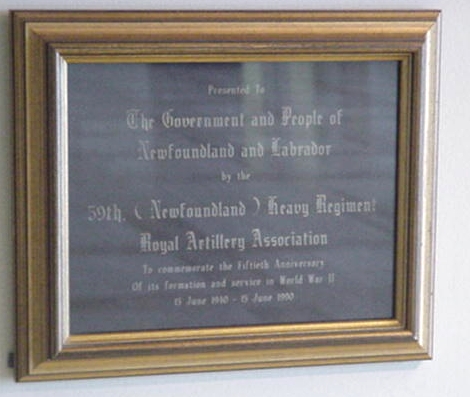 Presented To
The Government and People of
Newfoundland and Labrador
by the
59th. ( Newfoundland ) Heavy Regiment
Royal Artillery Association
To commemorate the Fiftieth Anniversary
Of its formation and service in World War II
15 June 1940 - 15 June 1990